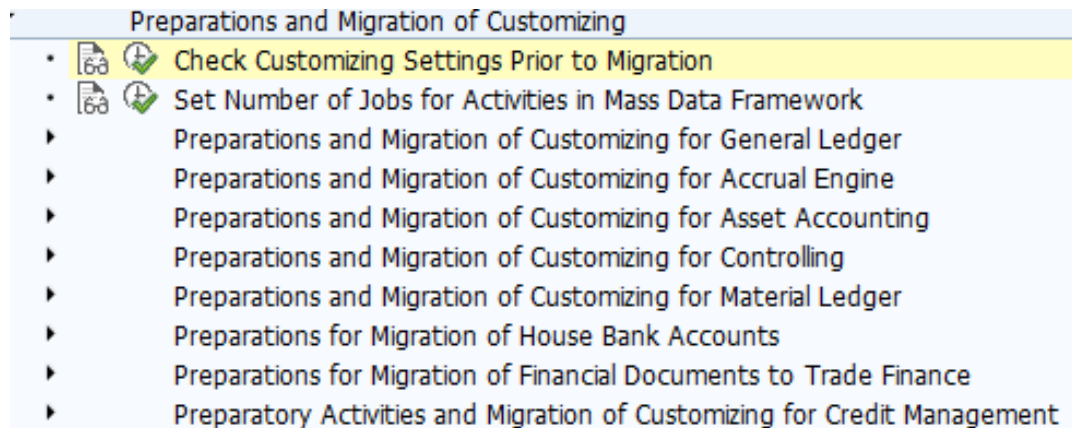 Preparations and Migration of Customizing
Check Customizing Settings Prior to Migration
Set Number of Jobs for Activities in Mass Data Framework
Preparations and Migration of Customizing for General Ledger
Preparations and Migration of Customizing for Accrual Engine
Preparations and Migration of Customizing for Asset Accounting
Preparations and Migration of Customizing for Controlling
Preparations and Migration of Customizing for Material Ledger
Preparations for Migration of House Bank Accounts
Preparations for Migration of Financial Documents to Trade Finance
Preparatory Activities and Migration of Customizing for Credit Management